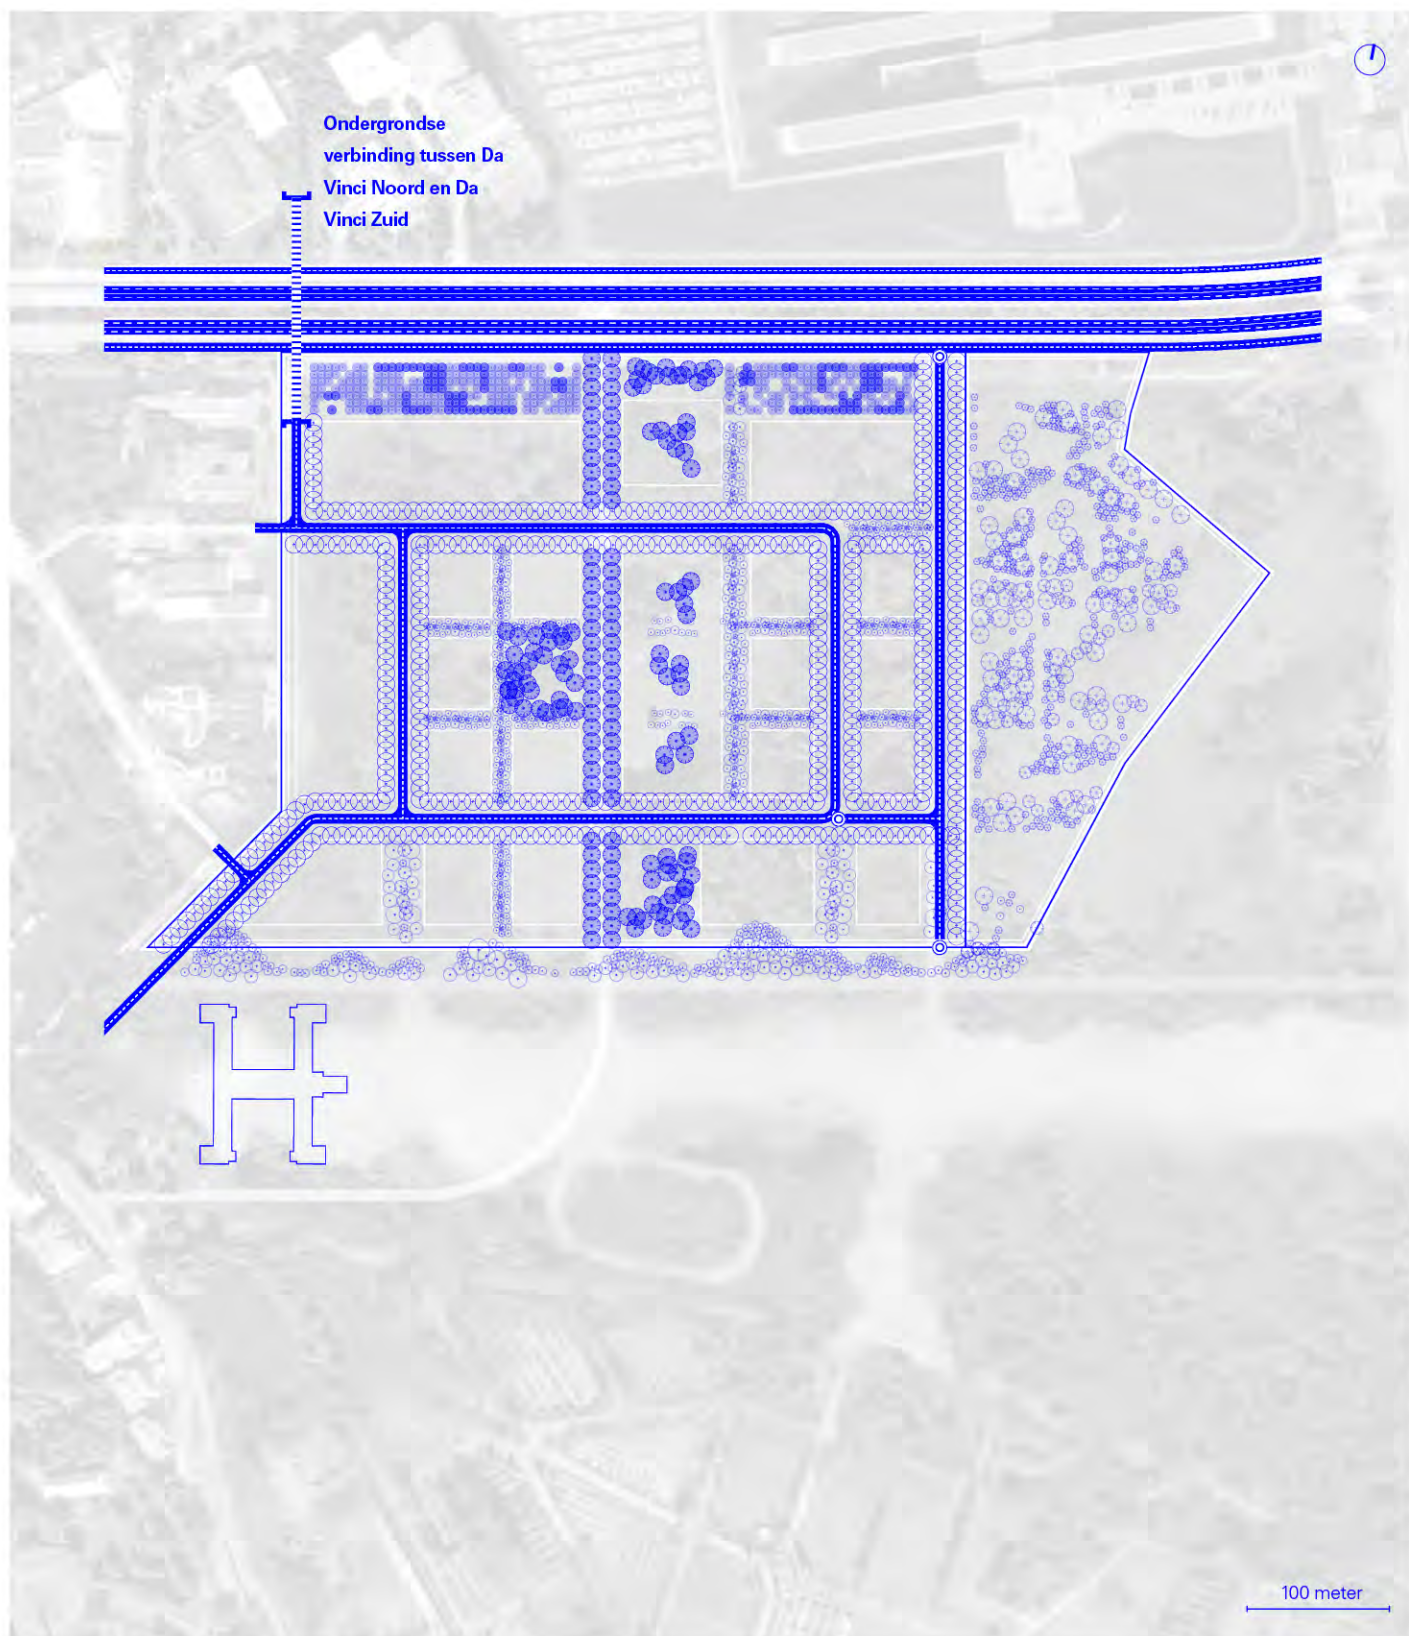 Ondergrondse
verbinding tussen Da
Vinci Noord en Da
Vinci Zuid
100 meter